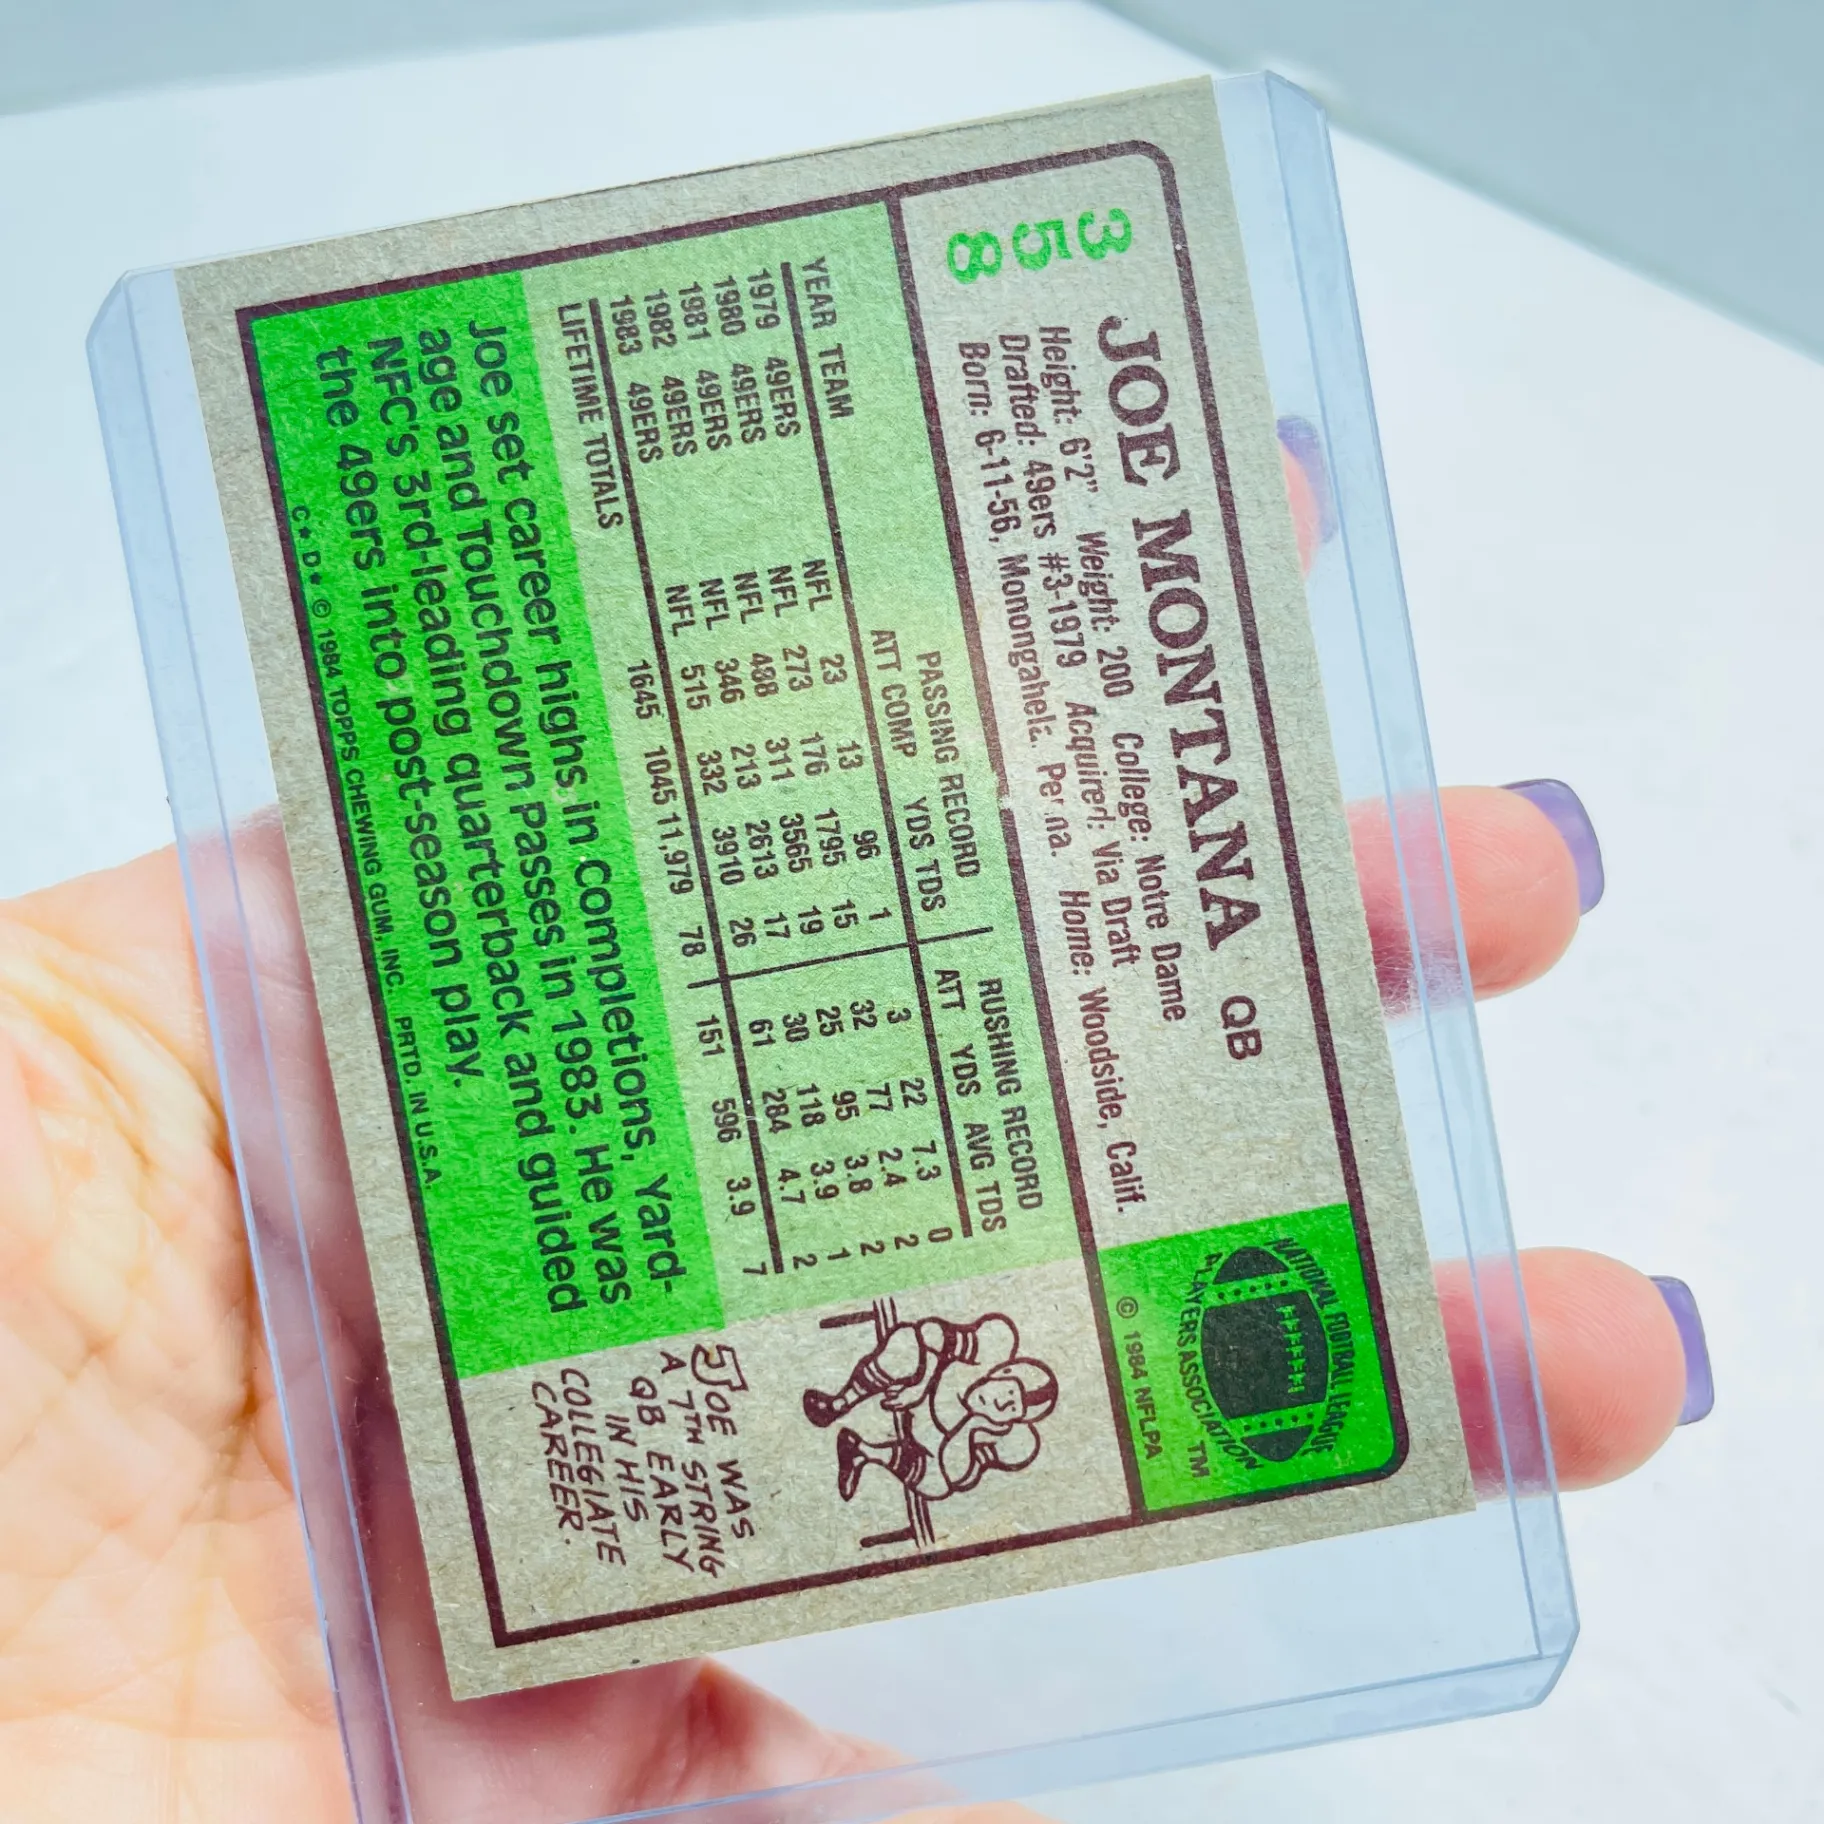 358
JOE MONTANA QB
Height: 6'2" Weight: 200 College: Notre Dame
Drafted: 49ers #3-1979 Acquired: Via Draft
Born: 6-11-56, Monongahela, Penna. Home: Woodside, Calif.
NATIONAL FOOTBALL LEAGUE
PLAYERS ASSOCIATION TM
© 1984 NFLPA
PASSING RECORD RUSHING RECORD
YEAR TEAM ATT COMP YDS TDS ATT YDS AVG TDS
1979 49ERS NFL 23 13 96 1 3 22 7.3 0
1980 49ERS NFL 273 176 1795 15 32 77 2.4 2
1981 49ERS NFL 488 311 3565 19 25 95 3.8 2
1982 49ERS NFL 346 213 2613 17 30 118 3.9 1
1983 49ERS NFL 515 332 3910 26 61 284 4.7 2
LIFETIME TOTALS 1645 1045 11,979 78 151 596 3.9 7
Joe set career highs in completions, Yard-
age and Touchdown Passes in 1983. He was
NFC's 3rd-leading quarterback and guided
the 49ers into post-season play.
C* D* © 1984 TOPPS CHEWING GUM, INC. PRTD. IN U.S.A.
JOE WAS
A 7TH STRING
QB EARLY
IN HIS
COLLEGIATE
CAREER.